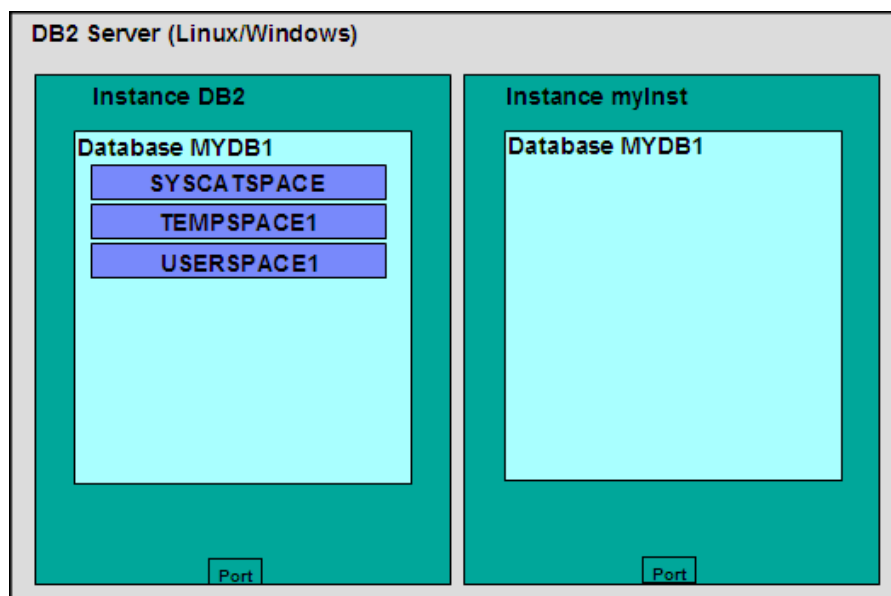 DB2 Server (Linux/Windows)
Instance DB2
Database MYDB1
SYSCATSPACE
TEMPSPACE1
USERSPACE1
Port
Instance myInst
Database MYDB1
Port